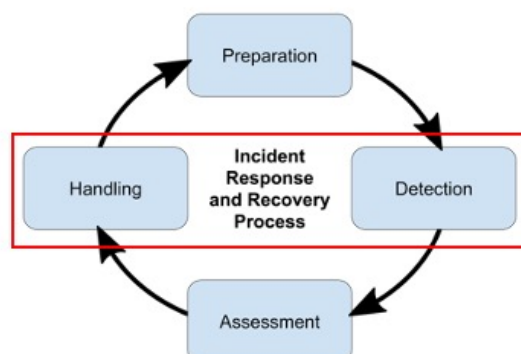 Preparation
Incident
Response
and Recovery
Process
Handling
Detection
Assessment